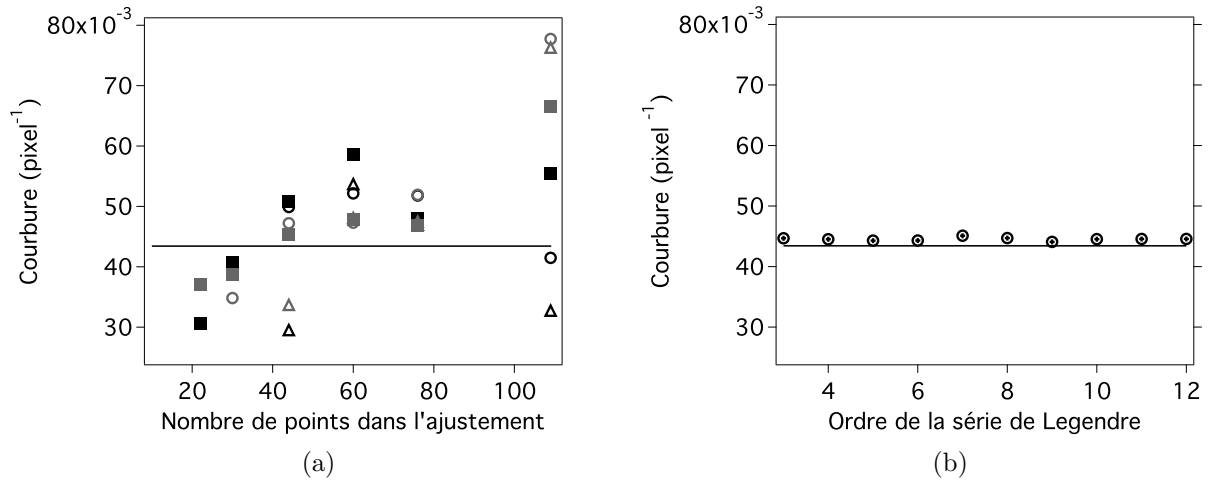 80x10-3
70
60
50
40
30
Courbure (pixel-1)
20 40 60 80 100
Nombre de points dans l'ajustement
(a)
80x10-3
70
60
50
40
30
Courbure (pixel -1)
4 6 8 10 12
Ordre de la série de Legendre
(b)